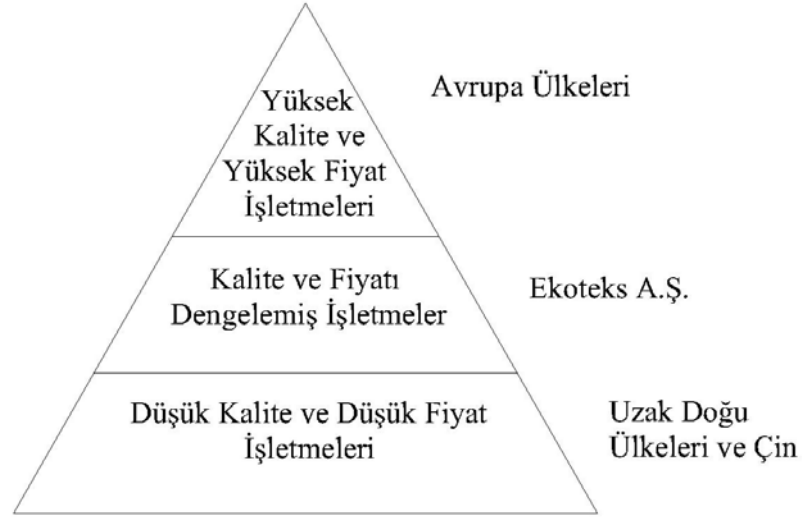 Yüksek
Kalite ve
Yüksek Fiyat
İşletmeleri
Avrupa Ülkeleri
Kalite ve Fiyatı
Dengelemiş İşletmeler
Ekoteks A.Ş.
Düşük Kalite ve Düşük Fiyat
İşletmeleri
Uzak Doğu
Ülkeleri ve Çin